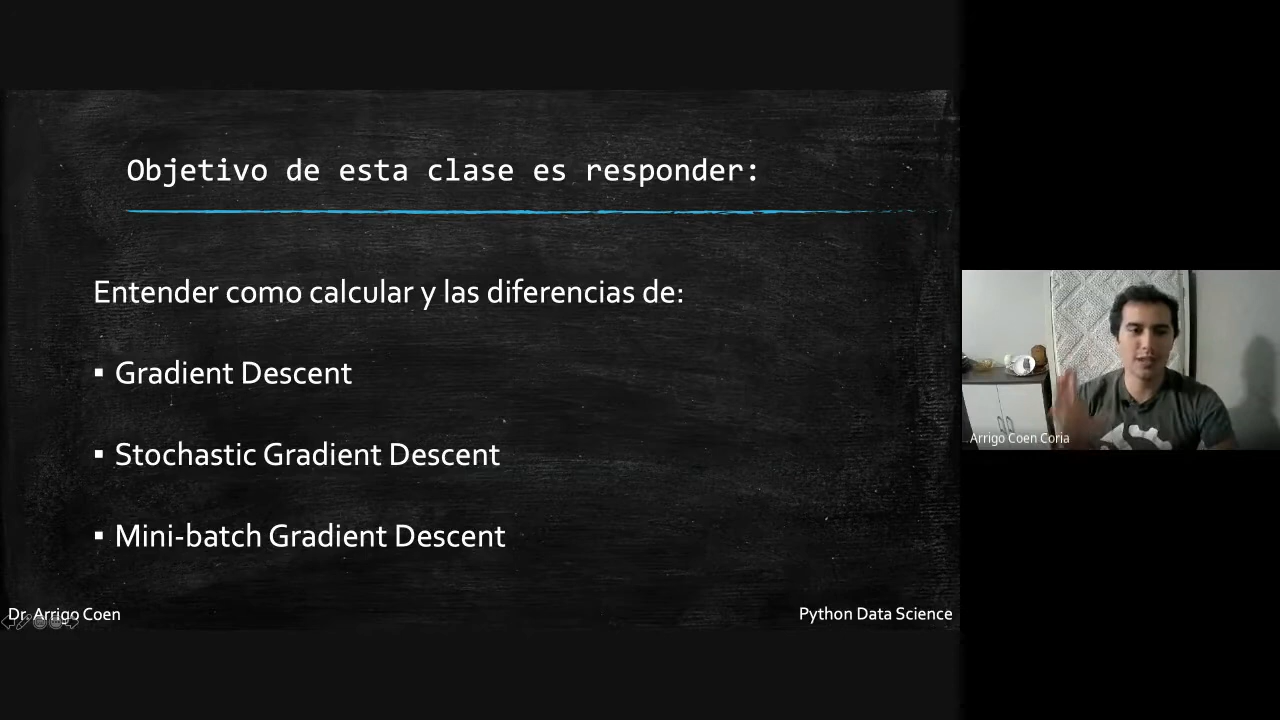 Objetivo de esta clase es responder:
Entender como calcular y las diferencias de:
▪ Gradient Descent
▪ Stochastic Gradient Descent
▪ Mini-batch Gradient Descent
Dr. Arrigo Coen
Python Data Science
Arrigo Coen Coria